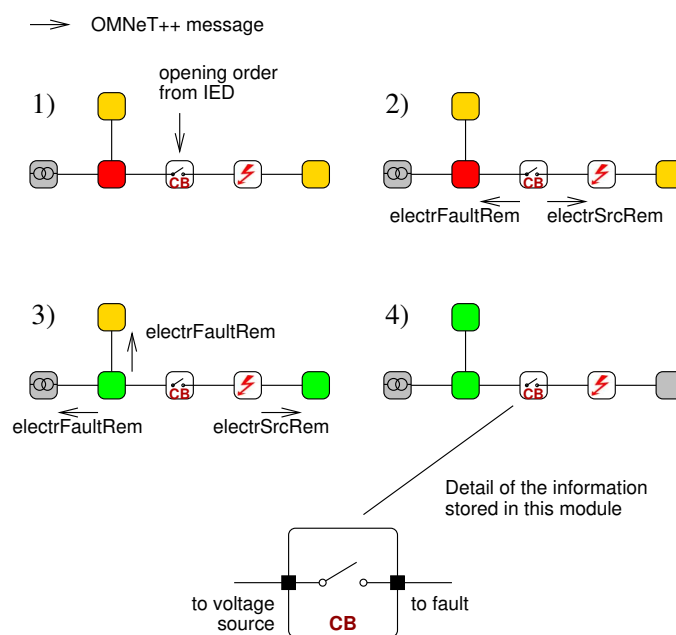 OMNeT++ message
1)
opening order
from IED
CB
2)
CB
electrFaultRem
electrSrcRem
3)
electrFaultRem
CB
electrFaultRem
electrSrcRem
4)
CB
Detail of the information
stored in this module
to voltage
source
CB
to fault